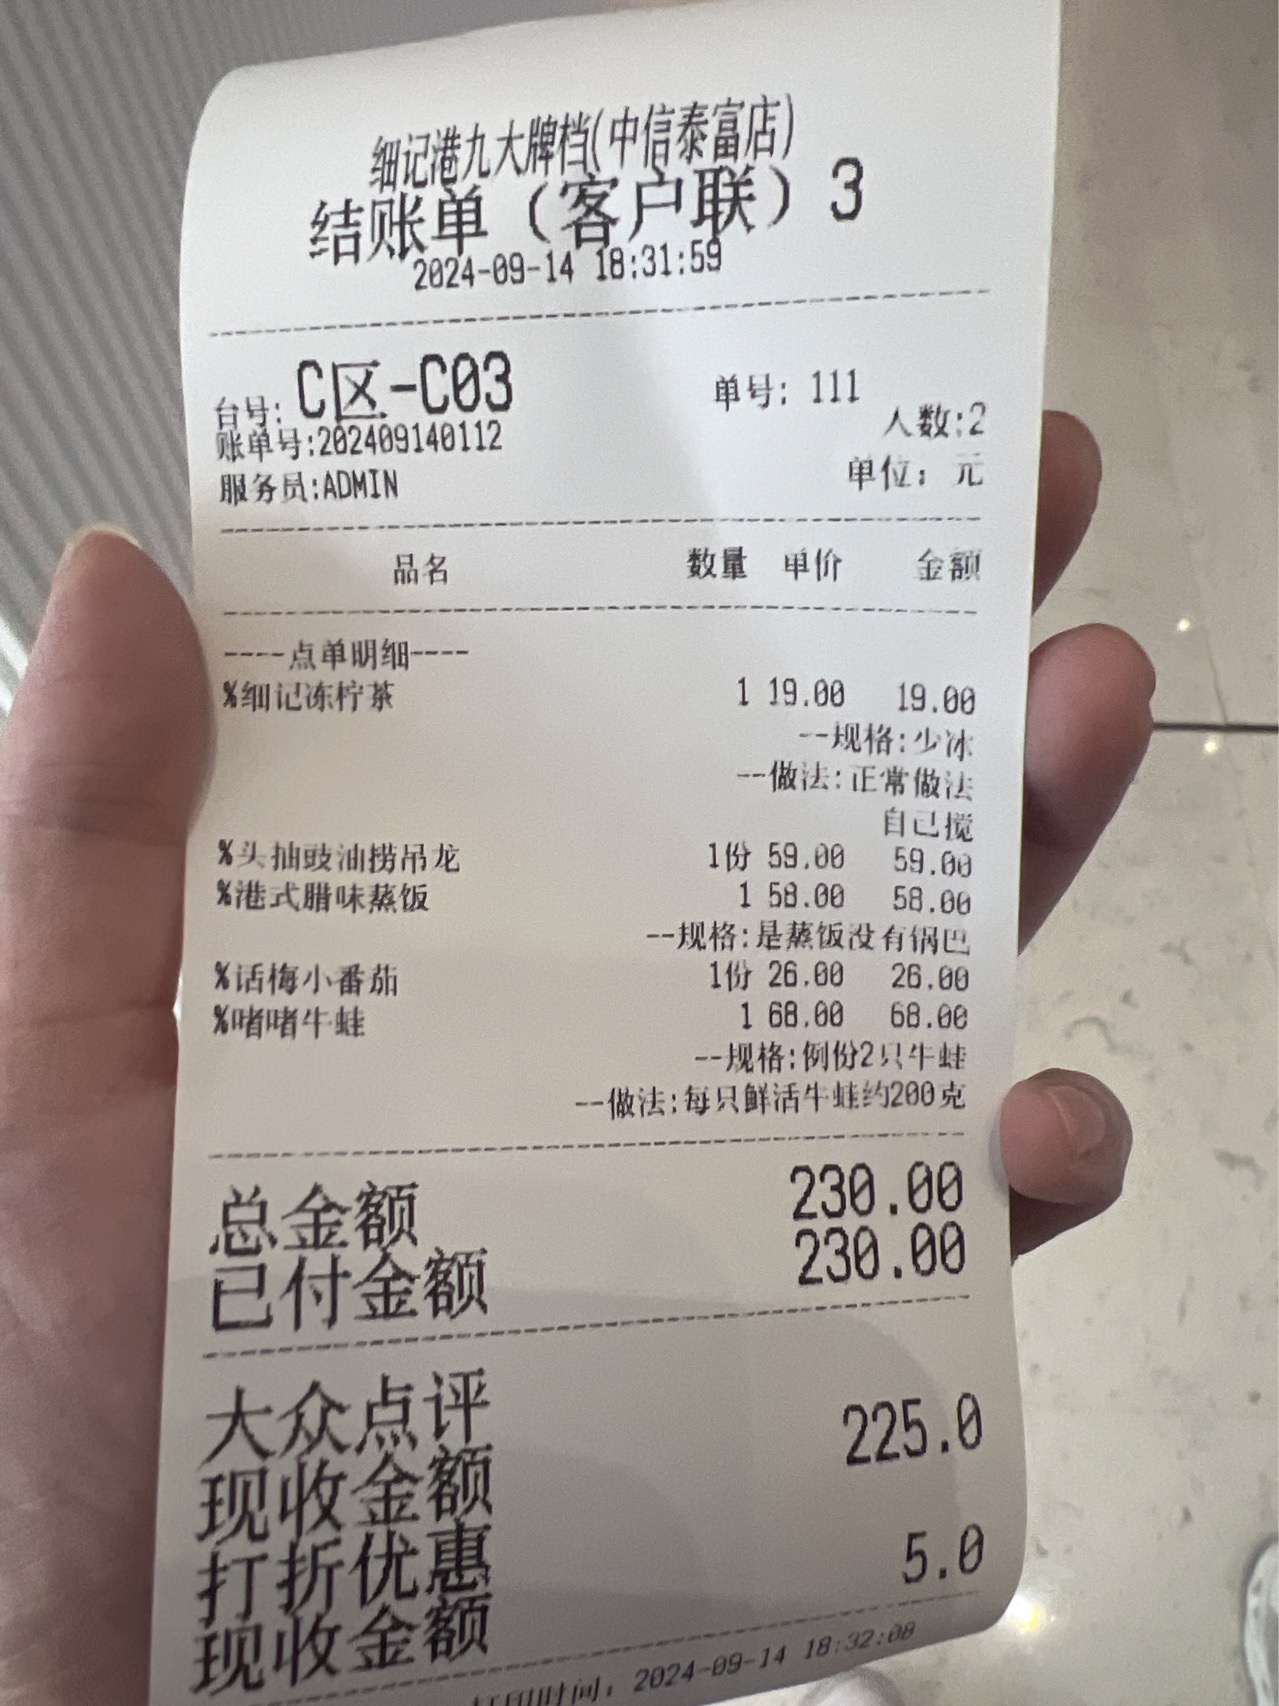 细记港九大牌档(中信泰富店)
结账单（客户联）3
2024-09-14 18:31:59
台号: C区-C03 单号: 111
人数:2
账单号:202409140112
服务员:ADMIN 单位: 元
品名 数量 单价 金额
----点单明细----
%细记冻柠茶 1 19.00 19.00
--规格:少冰
--做法:正常做法
自己搅
%头抽豉油捞吊龙 1份 59.00 59.00
%港式腊味蒸饭 1 58.00 58.00
--规格:是蒸饭没有锅巴
%话梅小番茄 1份 26.00 26.00
%啫啫牛蛙 1 68.00 68.00
--规格:例份2只牛蛙
--做法:每只鲜活牛蛙约200克
总金额 230.00
已付金额 230.00
大众点评
现收金额 225.0
打折优惠
现收金额 5.0
打印时间: 2024-09-14 18:32:08